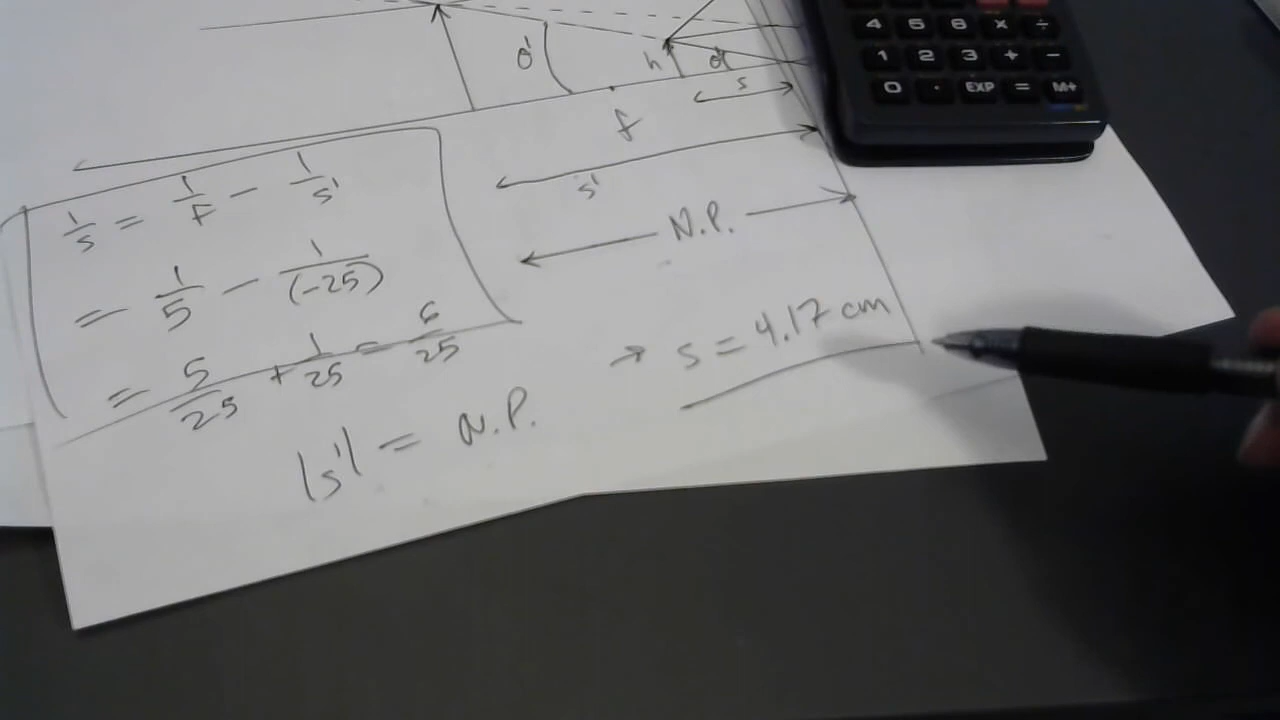 4 5 6 × ÷
1 2 3 + −
0 · EXP = M+
θ' h θ s
f
s'
N.P.
1/s = 1/f − 1/s'
= 1/5 − 1/(−25)
= 5/25 + 1/25 = 6/25
→ s = 4.17 cm
|s'| = N.P.